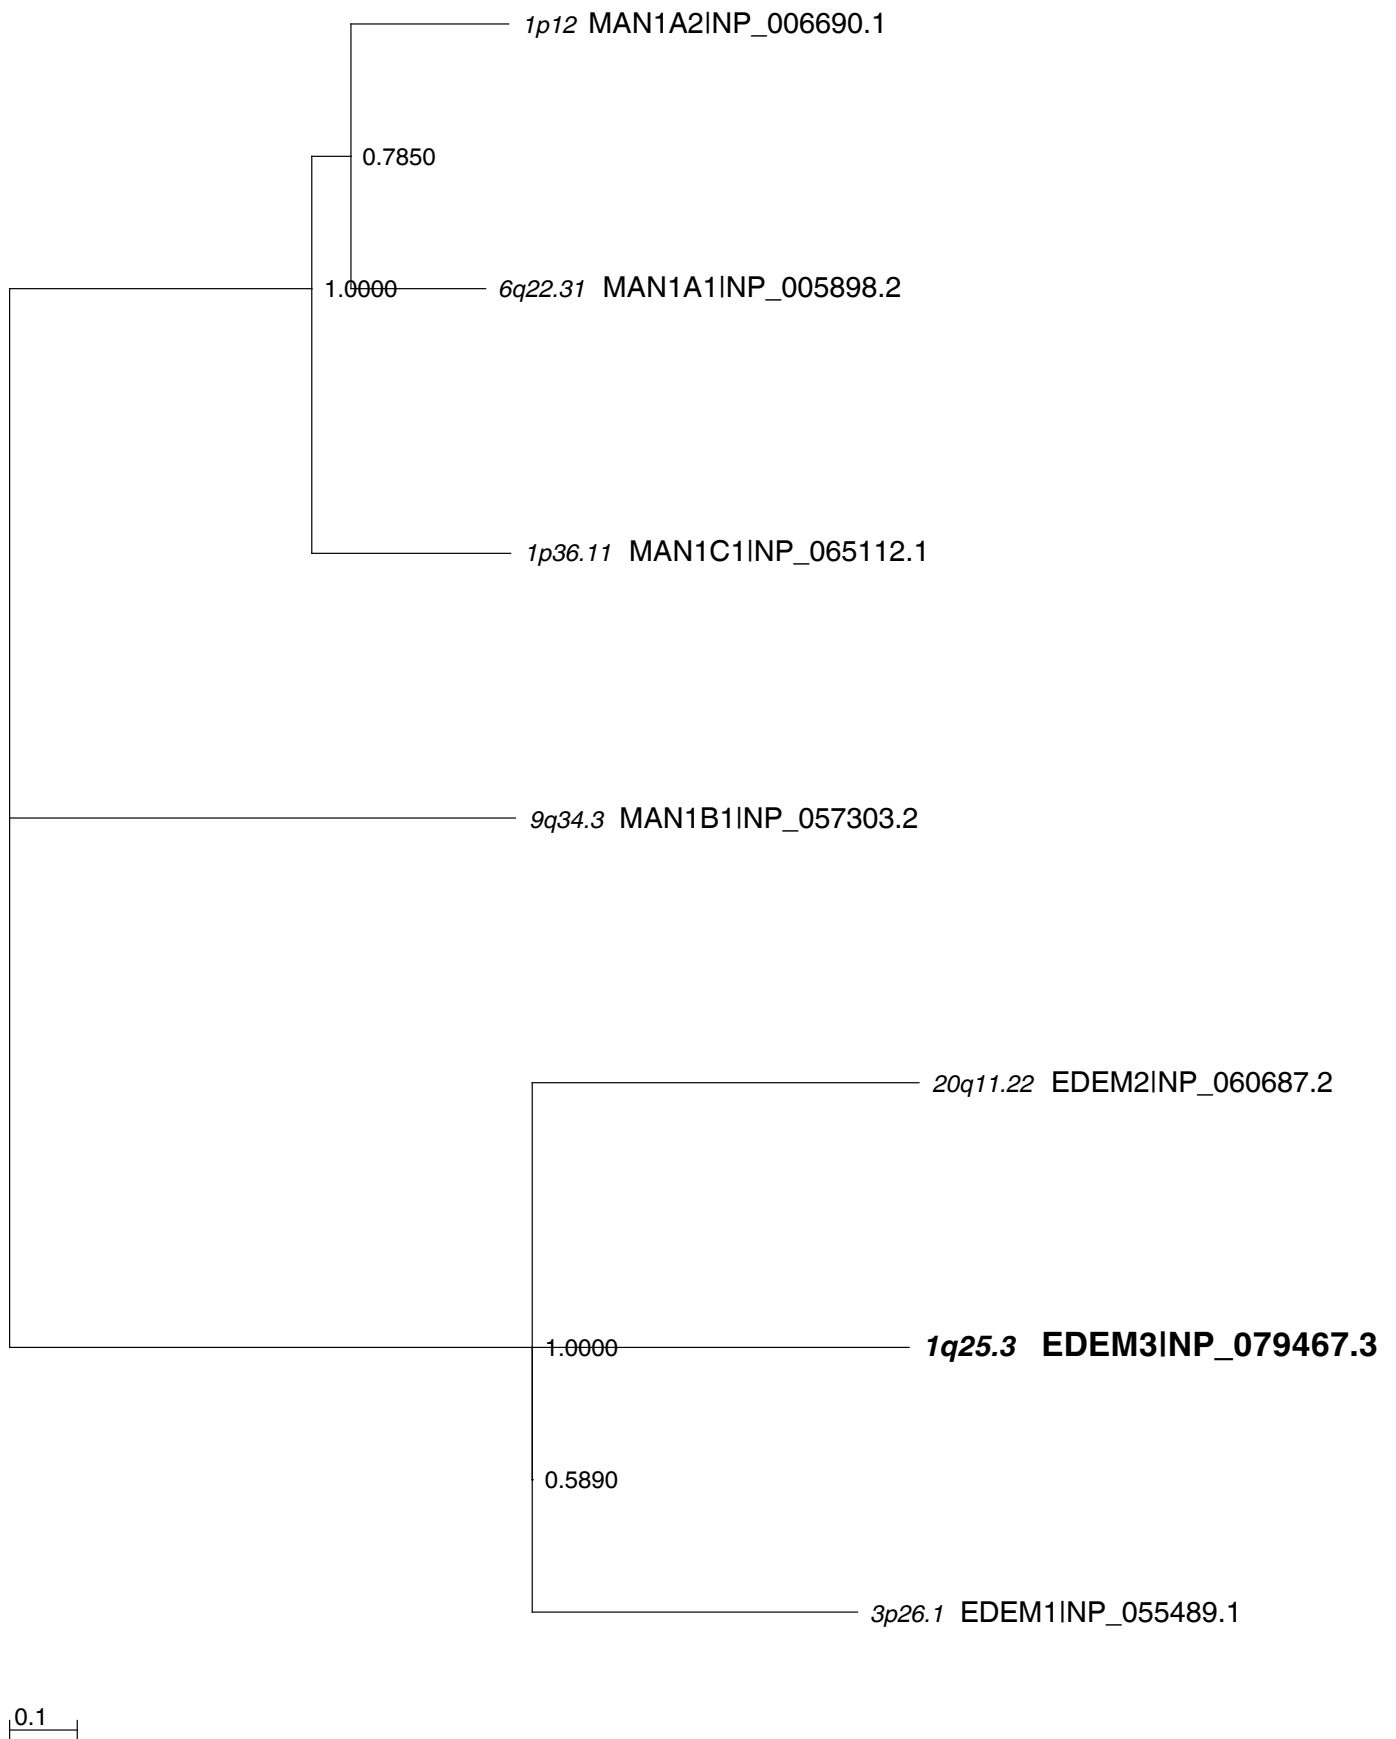 1p12 MAN1A2|NP_006690.1
0.7850
1.0000
6q22.31 MAN1A1|NP_005898.2
1p36.11 MAN1C1|NP_065112.1
9q34.3 MAN1B1|NP_057303.2
20q11.22 EDEM2|NP_060687.2
1.0000
1q25.3 EDEM3|NP_079467.3
0.5890
3p26.1 EDEM1|NP_055489.1
0.1